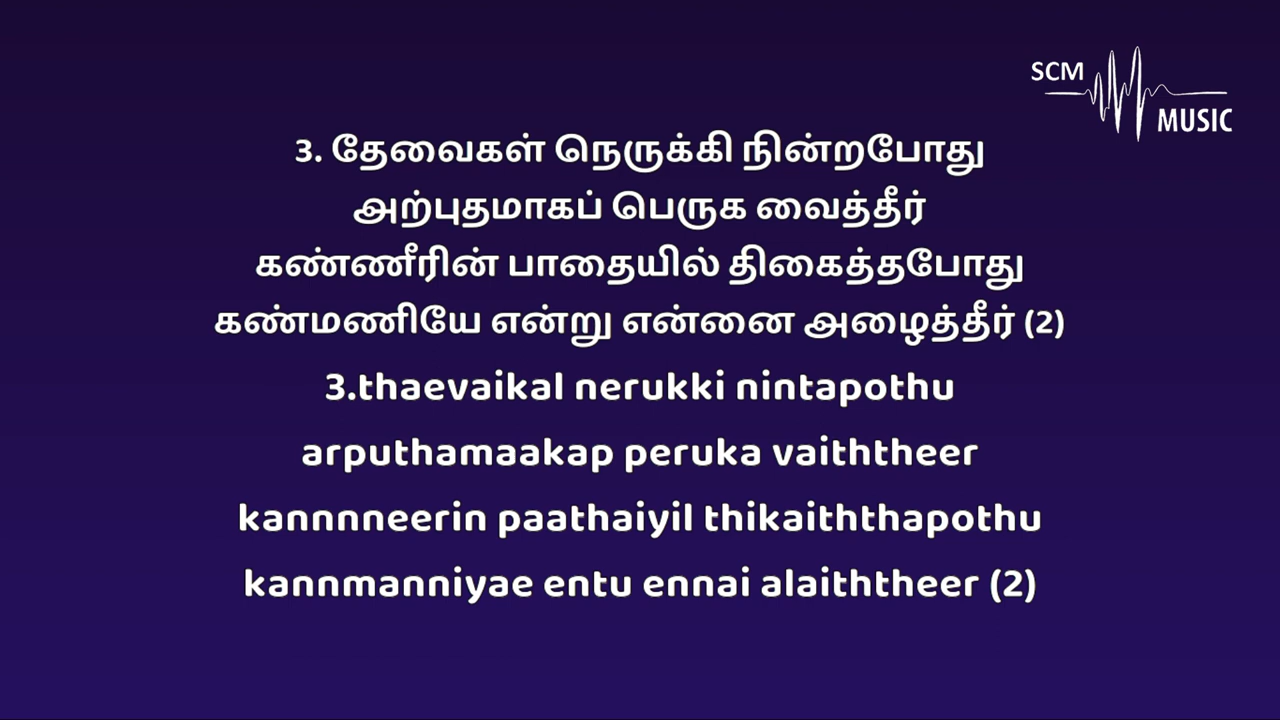 SCM
MUSIC
3. தேவைகள் நெருக்கி நின்றபோது
அற்புதமாகப் பெருக வைத்தீர்
கண்ணீரின் பாதையில் திகைத்தபோது
கண்மணியே என்று என்னை அழைத்தீர் (2)
3.thaevaikal nerukki nintapothu
arputhamaakap peruka vaiththeer
kannnneerin paathaiyil thikaiththapothu
kannmanniyae entu ennai alaiththeer (2)